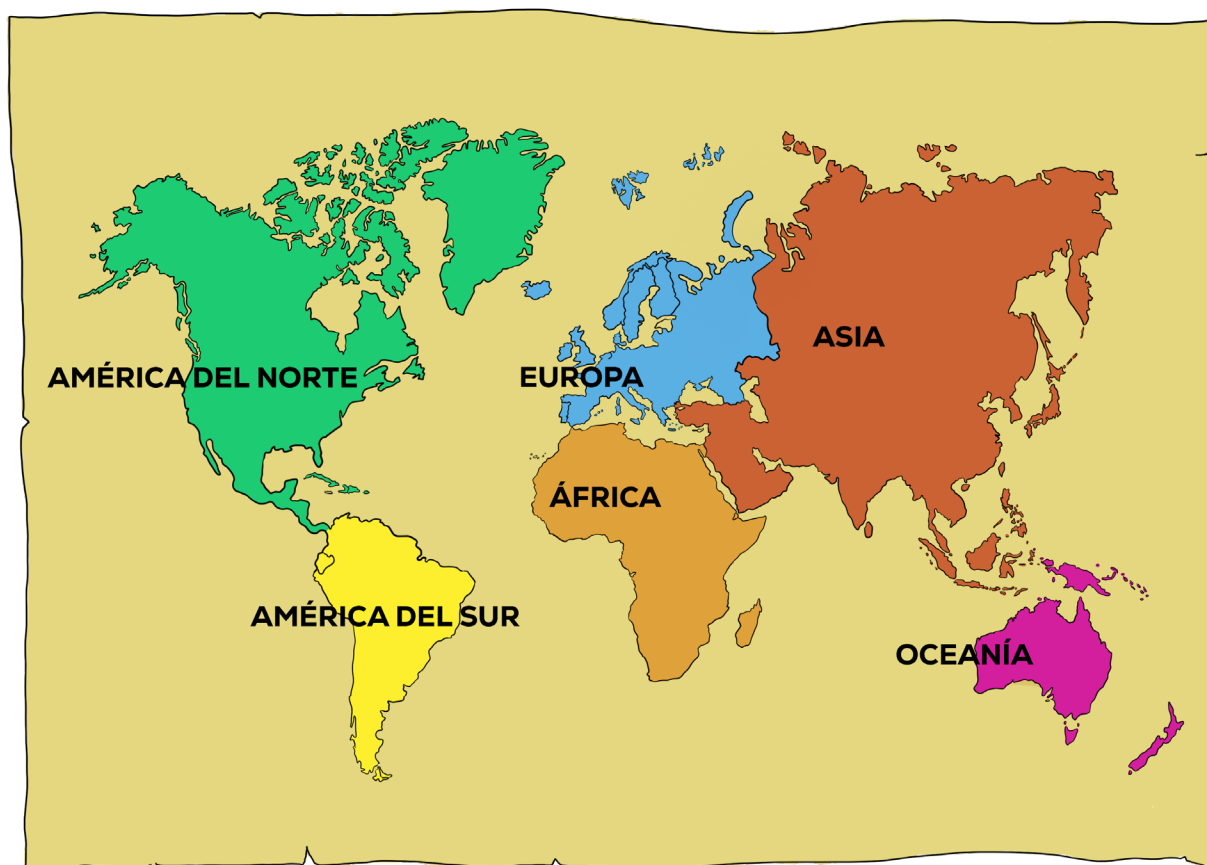 ASIA
AMÉRICA DEL NORTE
EUROPA
ÁFRICA
AMÉRICA DEL SUR
OCEANÍA